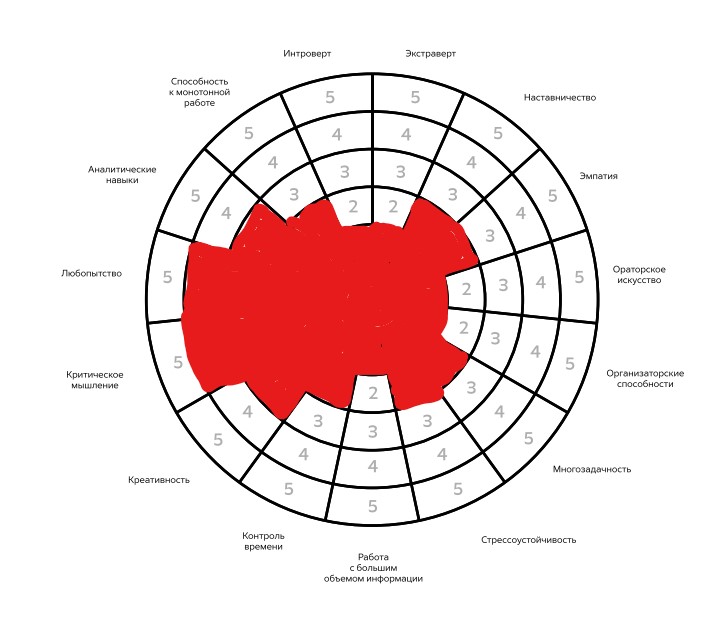 Интроверт
5
4
3
2
Экстраверт
5
4
3
2
Наставничество
5
4
3
Эмпатия
5
4
3
Ораторское
искусство
5
4
3
2
Организаторские
способности
5
4
3
2
Многозадачность
5
4
3
Стрессоустойчивость
5
4
3
Работа
с большим
объемом информации
5
4
3
2
Контроль
времени
5
4
3
Креативность
5
4
Критическое
мышление
5
Любопытство
5
Аналитические
навыки
5
4
Способность
к монотонной
работе
5
4
3